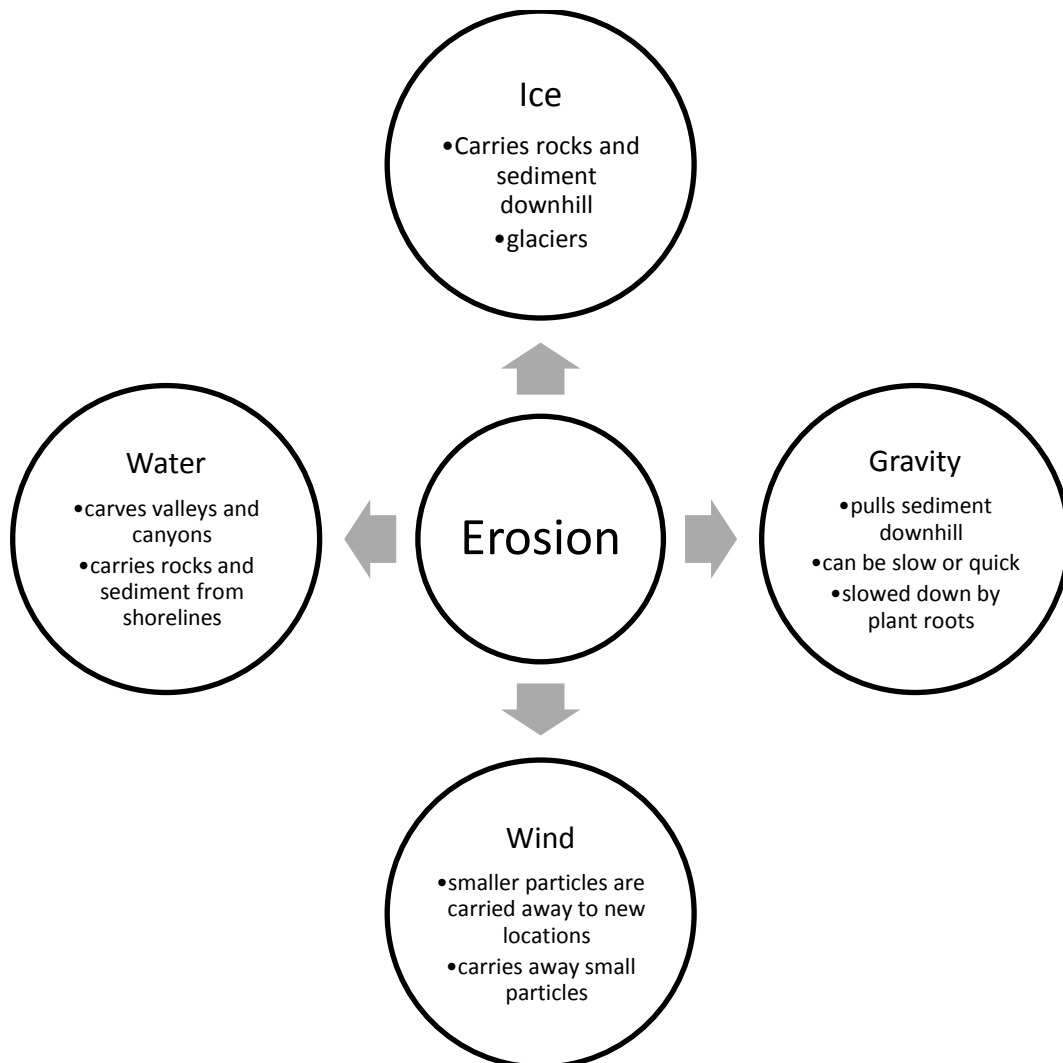 Ice
•Carries rocks and
sediment
downhill
•glaciers
Water
•carves valleys and
canyons
•carries rocks and
sediment from
shorelines
Erosion
Gravity
•pulls sediment
downhill
•can be slow or quick
•slowed down by
plant roots
Wind
•smaller particles are
carried away to new
locations
•carries away small
particles